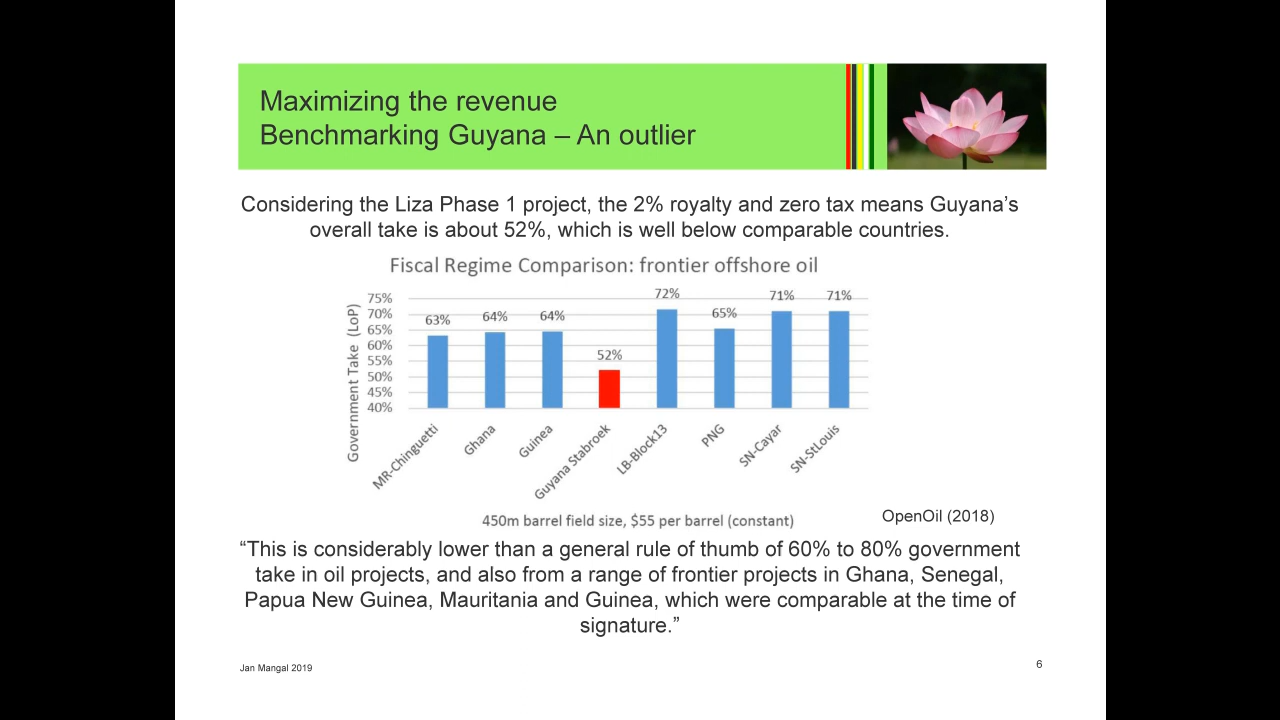 Maximizing the revenue
Benchmarking Guyana – An outlier
Considering the Liza Phase 1 project, the 2% royalty and zero tax means Guyana’s
overall take is about 52%, which is well below comparable countries.
Fiscal Regime Comparison: frontier offshore oil
Government Take (LoP)
75%
70%
65%
60%
55%
50%
45%
40%
63%
64%
64%
52%
72%
65%
71%
71%
MR-Chinguetti
Ghana
Guinea
Guyana Stabroek
LB-Block13
PNG
SN-Cayar
SN-StLouis
450m barrel field size, $55 per barrel (constant)
OpenOil (2018)
“This is considerably lower than a general rule of thumb of 60% to 80% government
take in oil projects, and also from a range of frontier projects in Ghana, Senegal,
Papua New Guinea, Mauritania and Guinea, which were comparable at the time of
signature.”
Jan Mangal 2019
6